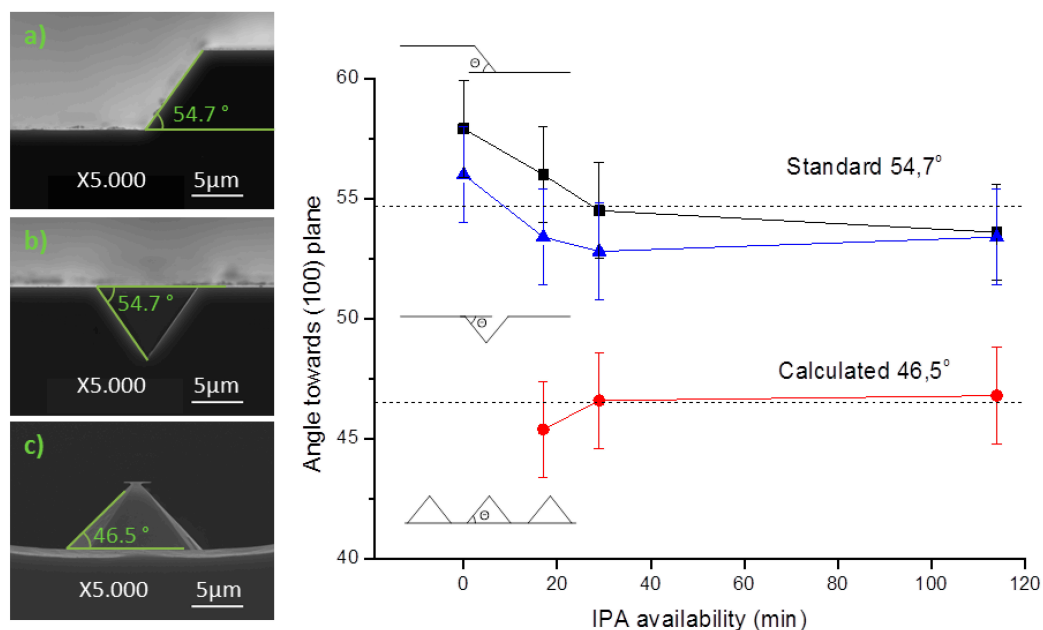 a)
54.7 °
X5.000
5µm
b)
54.7 °
X5.000
5µm
c)
46.5 °
X5.000
5µm
Angle towards (100) plane
60
55
50
45
40
Θ
Standard 54,7°
Θ
Calculated 46,5°
Θ
0
20
40
60
80
100
120
IPA availability (min)